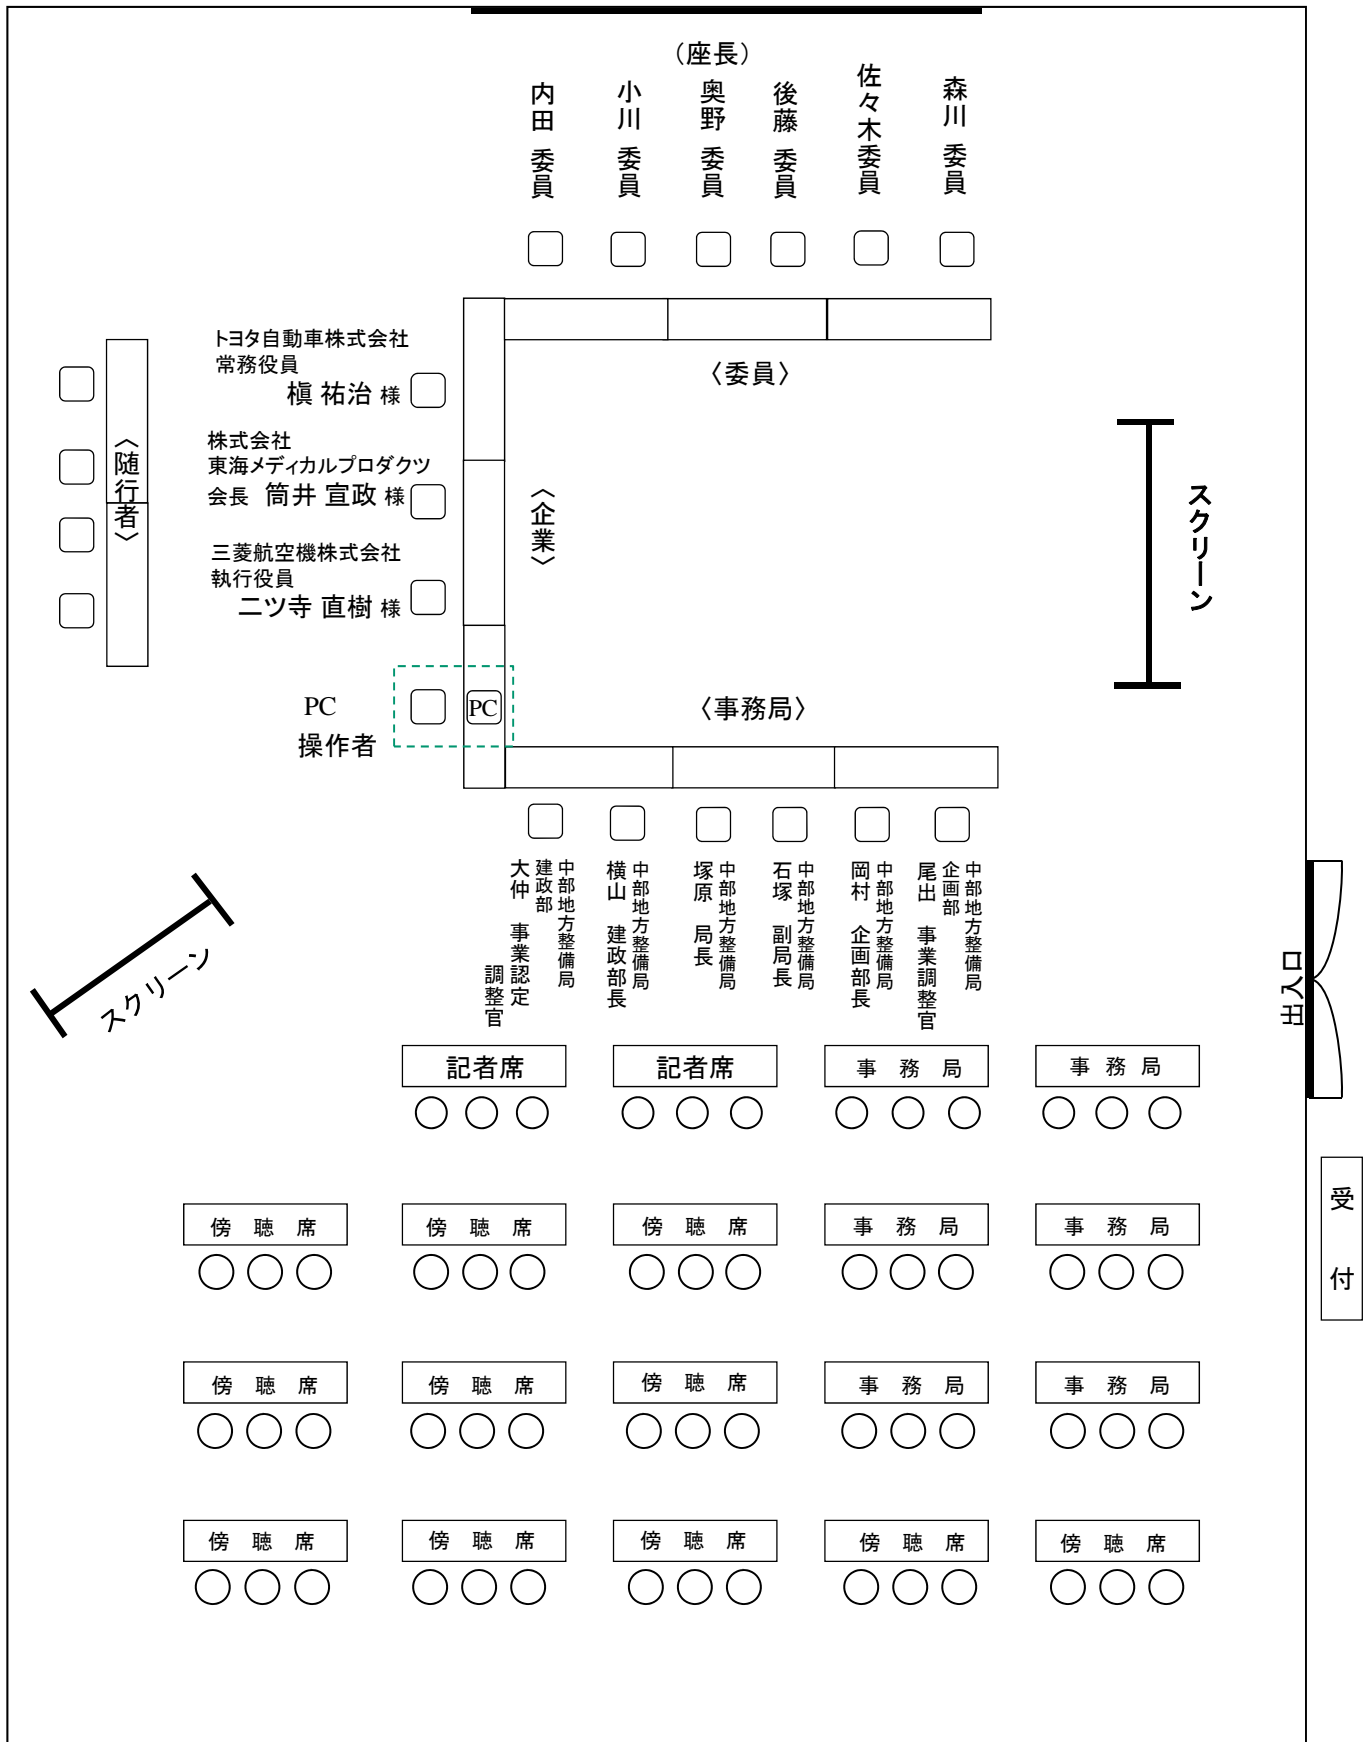 （座長）
内田 委員
小川 委員
奥野 委員
後藤 委員
佐々木委員
森川 委員
〈委員〉
トヨタ自動車株式会社
常務役員
槇 祐治 様
株式会社
東海メディカルプロダクツ
会長 筒井 宣政 様
三菱航空機株式会社
執行役員
二ツ寺 直樹 様
〈随行者〉
〈企業〉
スクリーン
PC
操作者
PC
〈事務局〉
中部地方整備局
建政部
大仲 事業認定
調整官
中部地方整備局
横山 建政部長
中部地方整備局
塚原 局長
中部地方整備局
石塚 副局長
中部地方整備局
岡村 企画部長
中部地方整備局
企画部
尾出 事業調整官
スクリーン
出入口
記者席
記者席
事務局
事務局
受付
傍聴席
傍聴席
傍聴席
事務局
事務局
傍聴席
傍聴席
傍聴席
事務局
事務局
傍聴席
傍聴席
傍聴席
傍聴席
傍聴席